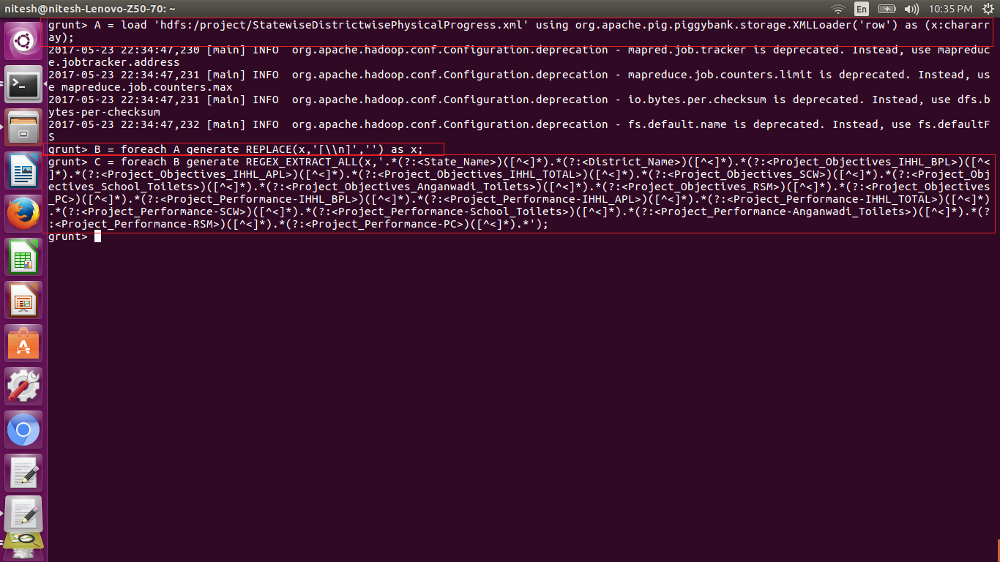 nitesh@nitesh-Lenovo-Z50-70: ~
En
10:35 PM
grunt> A = load 'hdfs:/project/StatewiseDistrictwisePhysicalProgress.xml' using org.apache.pig.piggybank.storage.XMLLoader('row') as (x:chararr
ay);
2017-05-23 22:34:47,230 [main] INFO  org.apache.hadoop.conf.Configuration.deprecation - mapred.job.tracker is deprecated. Instead, use mapreduc
e.jobtracker.address
2017-05-23 22:34:47,231 [main] INFO  org.apache.hadoop.conf.Configuration.deprecation - mapreduce.job.counters.limit is deprecated. Instead, us
e mapreduce.job.counters.max
2017-05-23 22:34:47,231 [main] INFO  org.apache.hadoop.conf.Configuration.deprecation - io.bytes.per.checksum is deprecated. Instead, use dfs.b
ytes-per-checksum
2017-05-23 22:34:47,232 [main] INFO  org.apache.hadoop.conf.Configuration.deprecation - fs.default.name is deprecated. Instead, use fs.defaultF
S
grunt> B = foreach A generate REPLACE(x,'[\\n]','') as x;
grunt> C = foreach B generate REGEX_EXTRACT_ALL(x,'.*(?:<State_Name>)([^<]*).*(?:<District_Name>)([^<]*).*(?:<Project_Objectives_IHHL_BPL>)([^<
]*).*(?:<Project_Objectives_IHHL_APL>)([^<]*).*(?:<Project_Objectives_IHHL_TOTAL>)([^<]*).*(?:<Project_Objectives_SCW>)([^<]*).*(?:<Project_Obj
ectives_School_Toilets>)([^<]*).*(?:<Project_Objectives_Anganwadi_Toilets>)([^<]*).*(?:<Project_Objectives_RSM>)([^<]*).*(?:<Project_Objectives
_PC>)([^<]*).*(?:<Project_Performance-IHHL_BPL>)([^<]*).*(?:<Project_Performance-IHHL_APL>)([^<]*).*(?:<Project_Performance-IHHL_TOTAL>)([^<]*)
.*(?:<Project_Performance-SCW>)([^<]*).*(?:<Project_Performance-School_Toilets>)([^<]*).*(?:<Project_Performance-Anganwadi_Toilets>)([^<]*).*(?
:<Project_Performance-RSM>)([^<]*).*(?:<Project_Performance-PC>)([^<]*).*');
grunt>